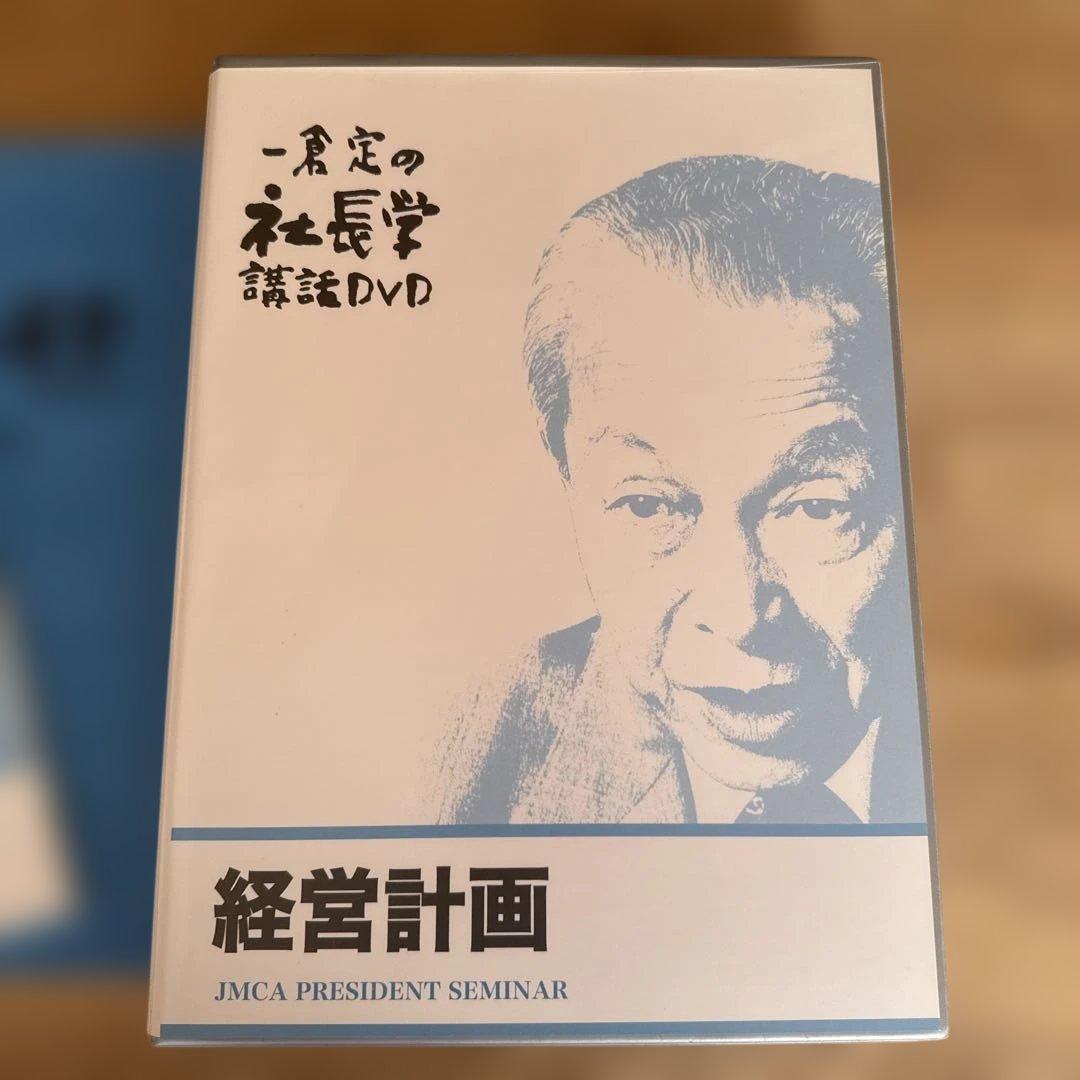 一倉定の
社長学
講話DVD
経営計画
JMCA PRESIDENT SEMINAR